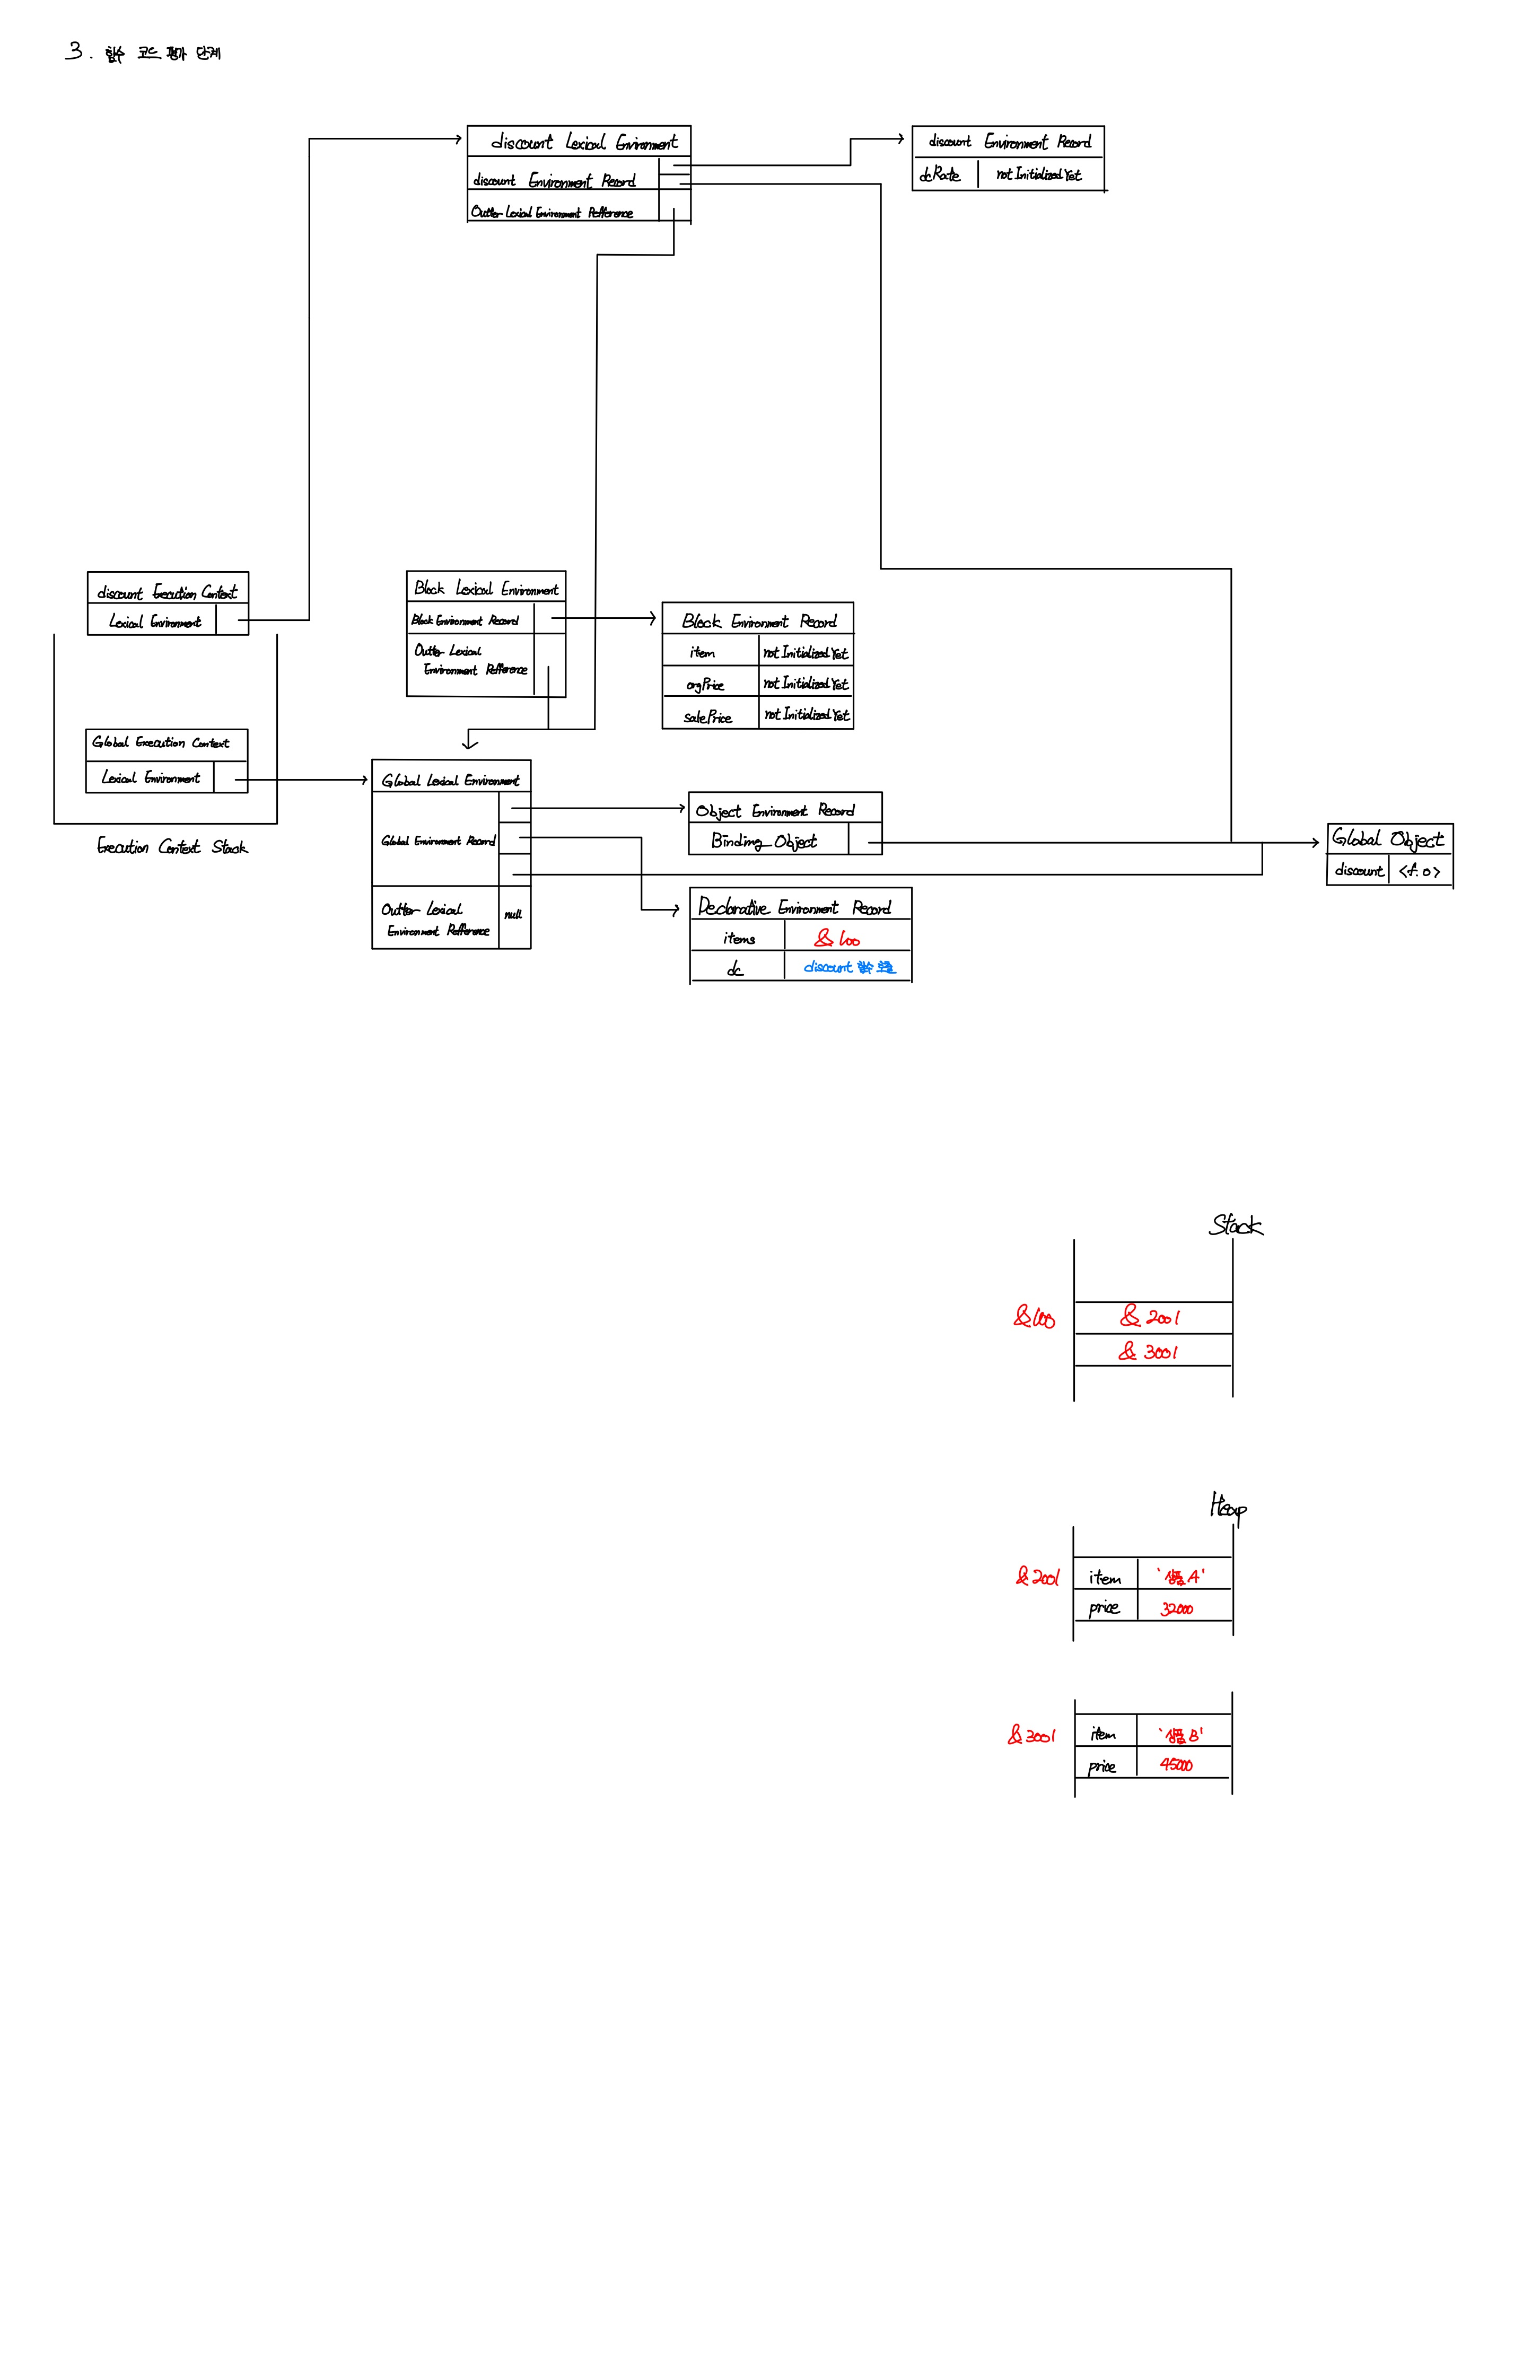 3. 함수 코드 평가 단계
discount Lexical Environment
discount Environment Record
Outter Lexical Environment Refference
discount Environment Record
dcRate not Initialized Yet
discount Execution Context
Lexical Environment
Global Execution Context
Lexical Environment
Execution Context Stack
Block Lexical Environment
Block Environment Record
Outter Lexical
Environment Refference
Block Environment Record
item not Initialized Yet
orgPrice not Initialized Yet
salePrice not Initialized Yet
Global Lexical Environment
Global Environment Record
Outter Lexical
Environment Refference
null
Object Environment Record
Binding_Object
Declarative Environment Record
items & 100
dc discount 함수 호출
Global Object
discount <f.o>
Stack
&100 & 2001
& 3001
Heap
&2001 item '상품A'
price 32000
&3001 item '상품B'
price 45000